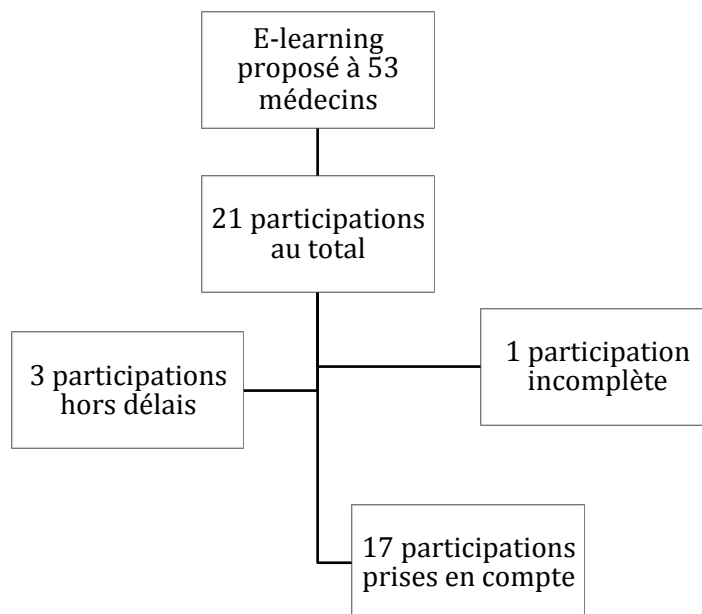 E-learning
proposé à 53
médecins
21 participations
au total
1 participation
incomplète
3 participations
hors délais
17 participations
prises en compte